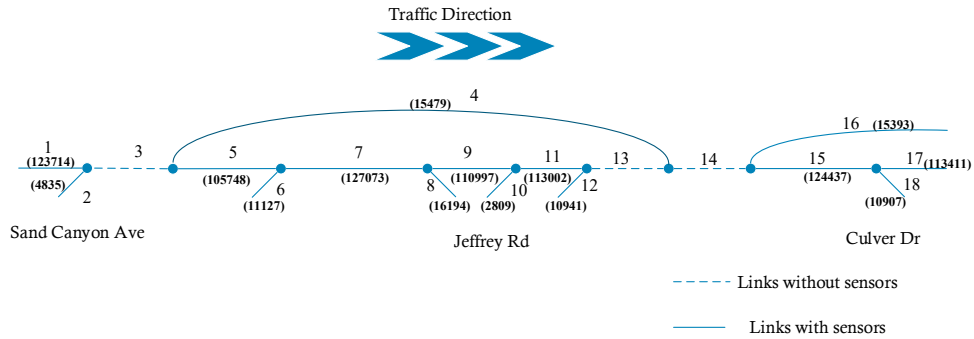 Traffic Direction
4
(15479)
16 (15393)
1 3 5 7 9 11 13 14 15 17
(123714) (105748) (127073) (110997) (113002) (124437) (113411)
(4835) 2 6 (11127) 8 (16194) 10 (2809) 12 (10941) 18 (10907)
Sand Canyon Ave Jeffrey Rd Culver Dr
Links without sensors
Links with sensors